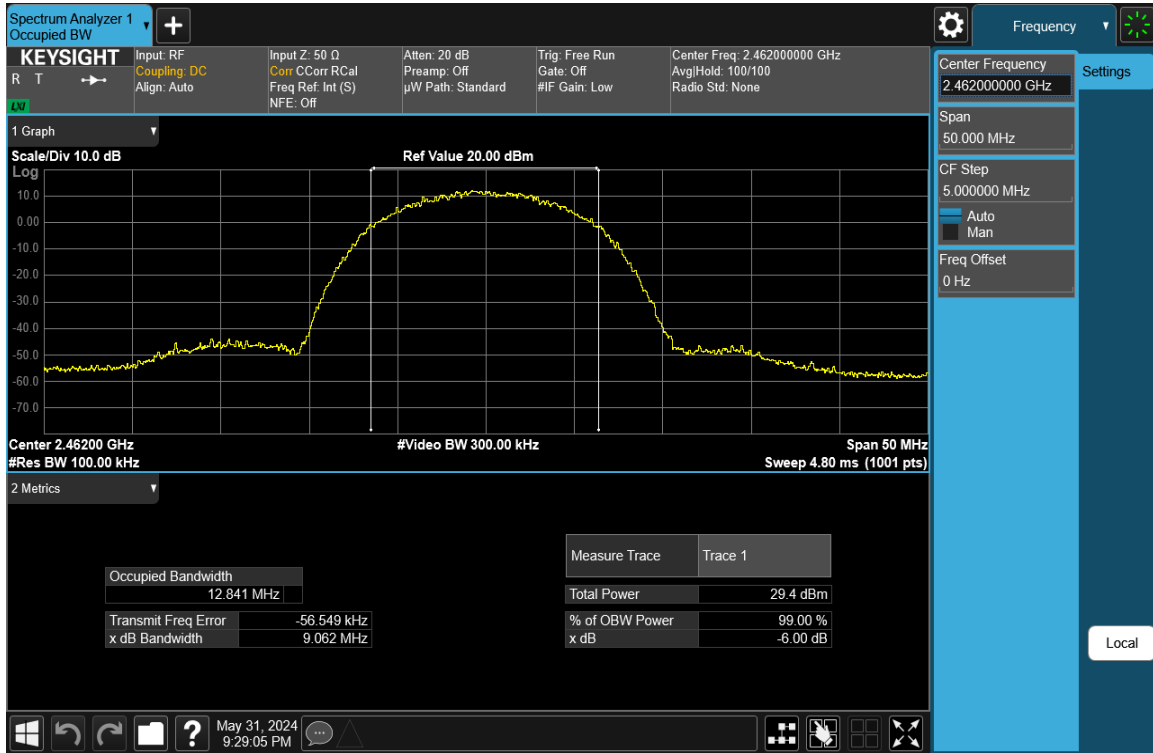 Spectrum Analyzer 1
Occupied BW
+
Frequency
KEYSIGHT
R T
LXI
Input: RF
Coupling: DC
Align: Auto
Input Z: 50 Ω
Corr CCorr RCal
Freq Ref: Int (S)
NFE: Off
Atten: 20 dB
Preamp: Off
µW Path: Standard
Trig: Free Run
Gate: Off
#IF Gain: Low
Center Freq: 2.462000000 GHz
Avg|Hold: 100/100
Radio Std: None
Center Frequency
2.462000000 GHz
Settings
Span
50.000 MHz
CF Step
5.000000 MHz
Auto
Man
Freq Offset
0 Hz
Local
1 Graph
Scale/Div 10.0 dB
Ref Value 20.00 dBm
Log
10.0
0.00
-10.0
-20.0
-30.0
-40.0
-50.0
-60.0
-70.0
Center 2.46200 GHz
#Video BW 300.00 kHz
Span 50 MHz
#Res BW 100.00 kHz
Sweep 4.80 ms (1001 pts)
2 Metrics
Occupied Bandwidth
12.841 MHz
Transmit Freq Error -56.549 kHz
x dB Bandwidth 9.062 MHz
Measure Trace Trace 1
Total Power 29.4 dBm
% of OBW Power 99.00 %
x dB -6.00 dB
?
May 31, 2024
9:29:05 PM